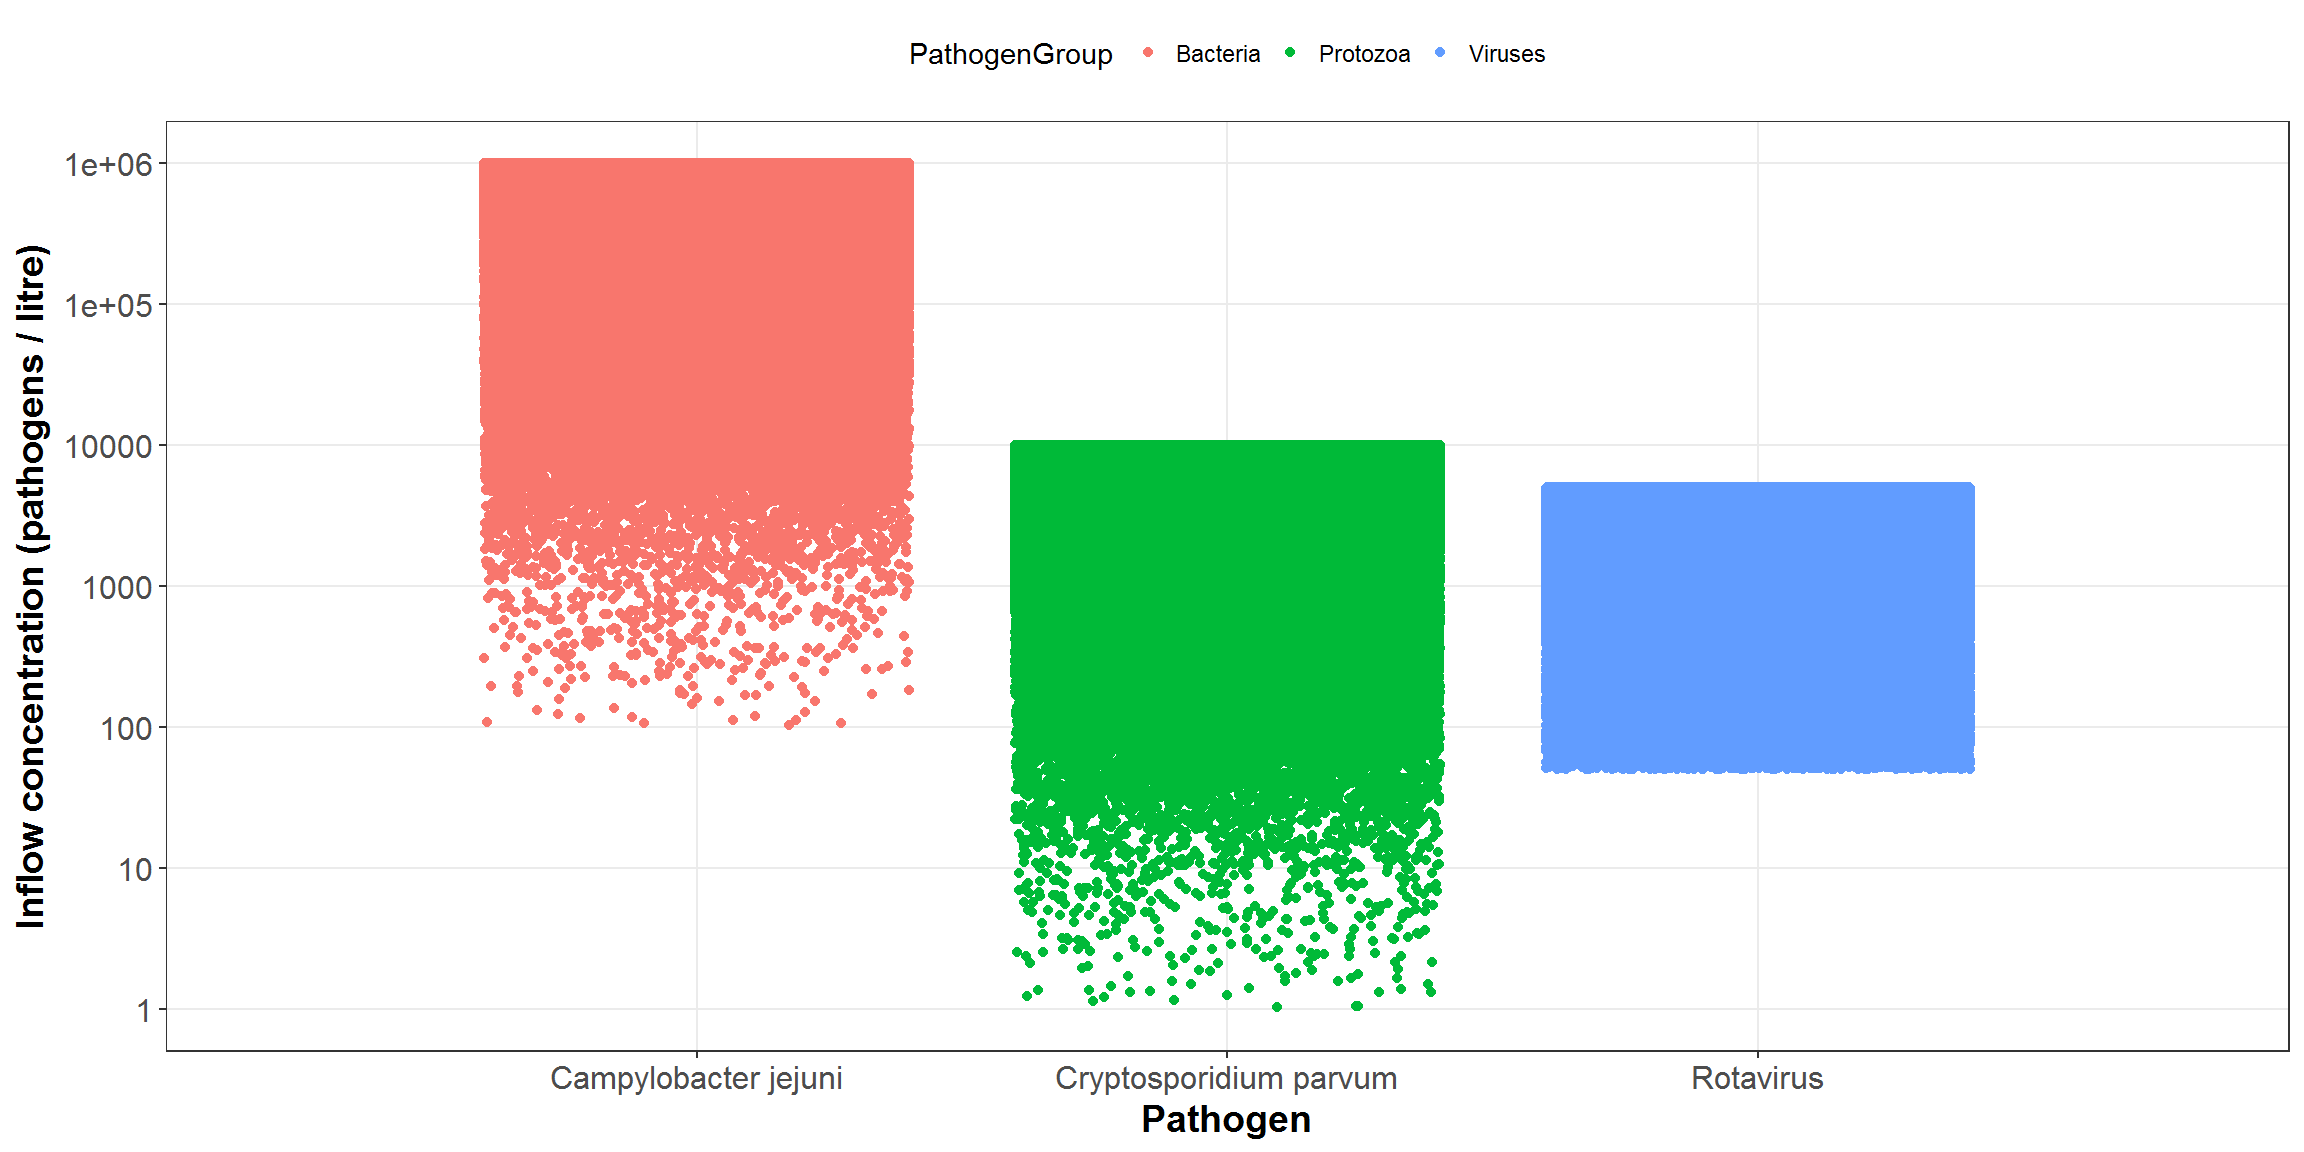 PathogenGroup Bacteria Protozoa Viruses
Inflow concentration (pathogens / litre)
1e+06
1e+05
10000
1000
100
10
1
Campylobacter jejuni Cryptosporidium parvum Rotavirus
Pathogen